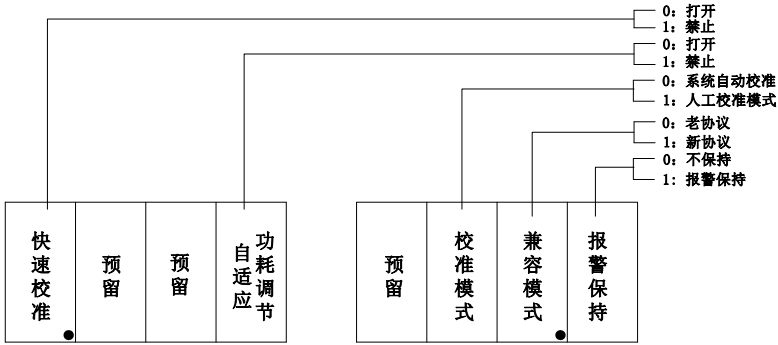 0: 打开
1: 禁止
0: 打开
1: 禁止
0: 系统自动校准
1: 人工校准模式
0: 老协议
1: 新协议
0: 不保持
1: 报警保持
快速校准
预留
预留
功耗调节
自适应
预留
校准模式
兼容模式
报警保持